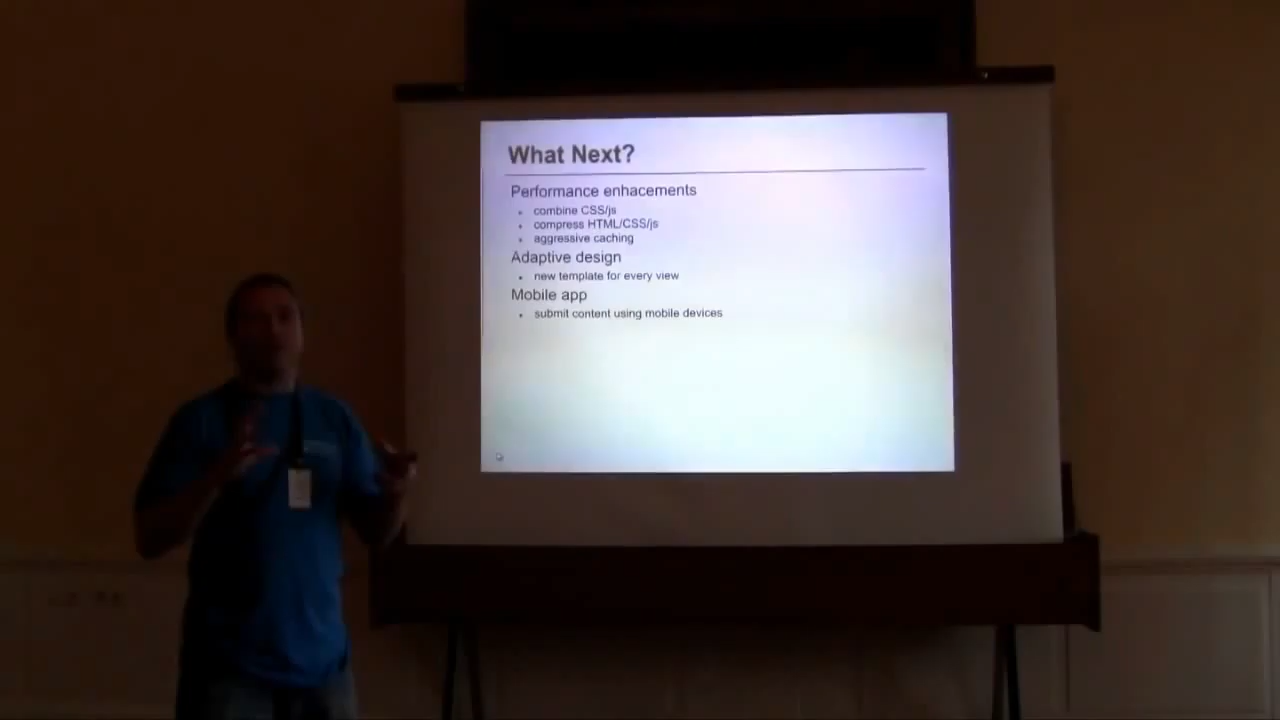 What Next?
Performance enhacements
combine CSS/js
compress HTML/CSS/js
aggressive caching
Adaptive design
new template for every view
Mobile app
submit content using mobile devices